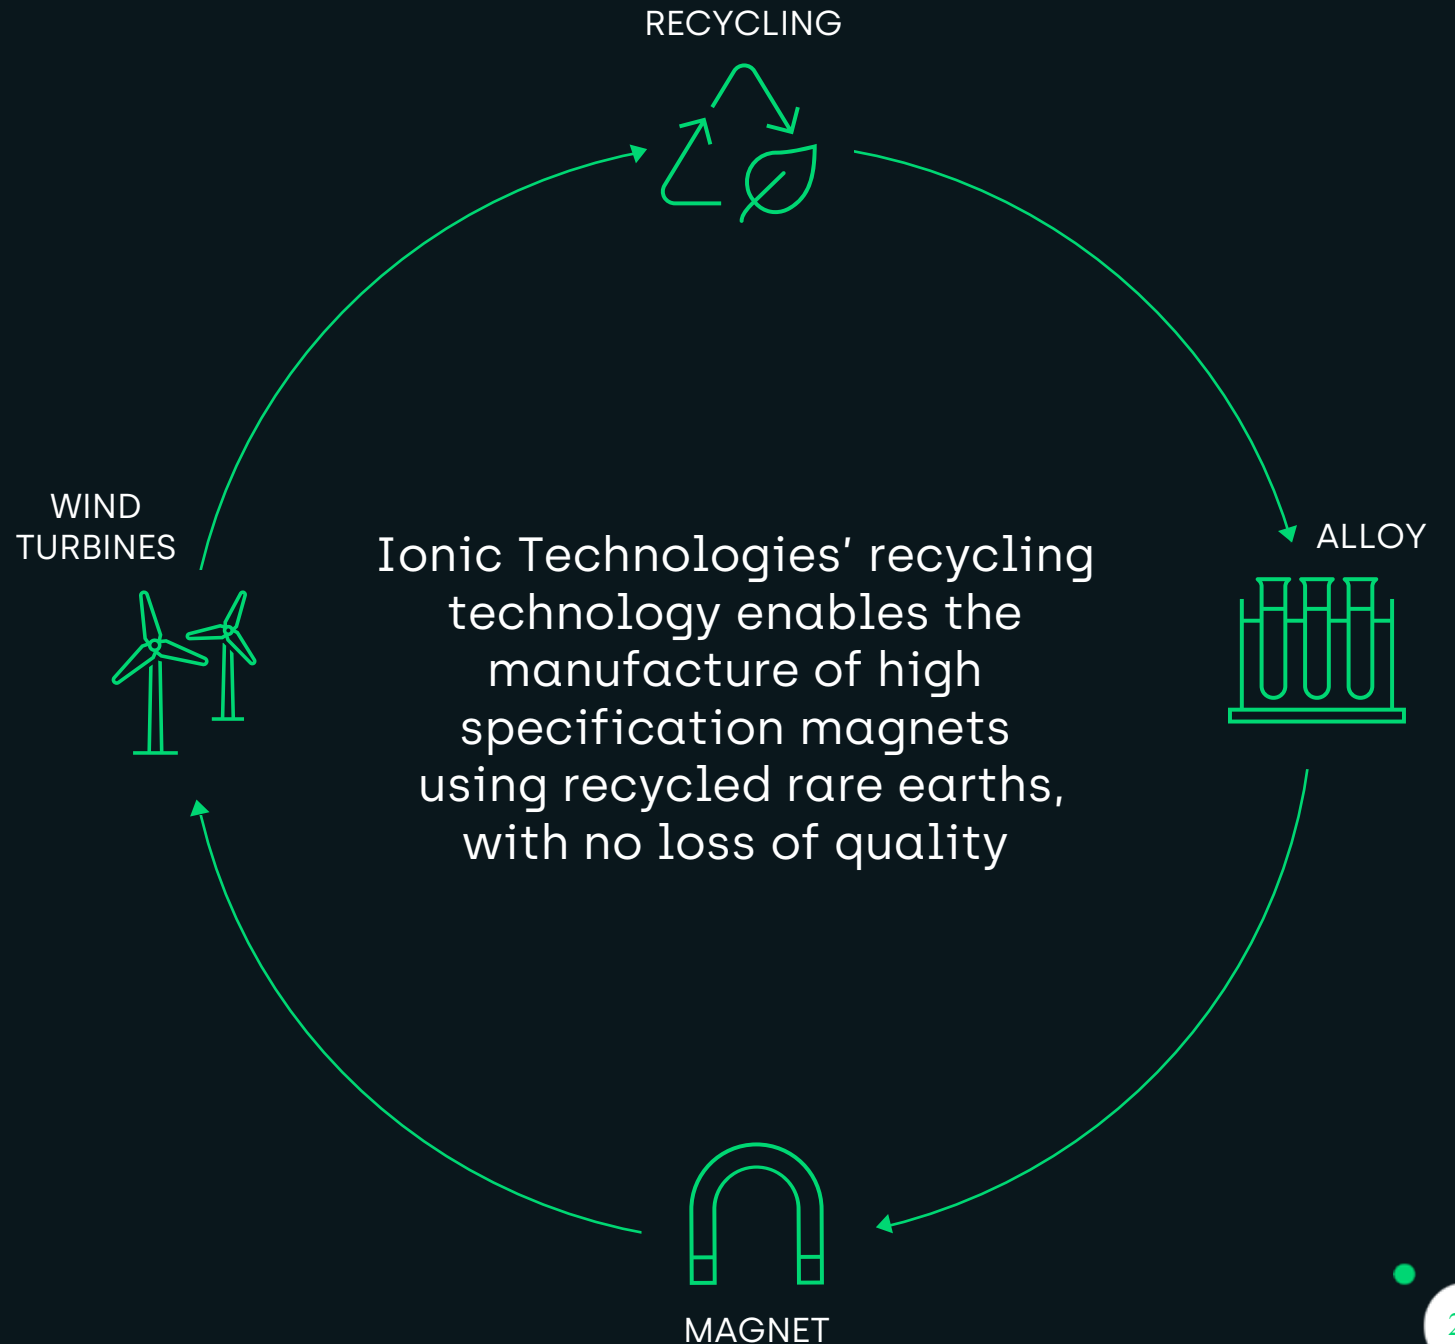 RECYCLING
WIND
TURBINES
ALLOY
Ionic Technologies’ recycling
technology enables the
manufacture of high
specification magnets
using recycled rare earths,
with no loss of quality
MAGNET